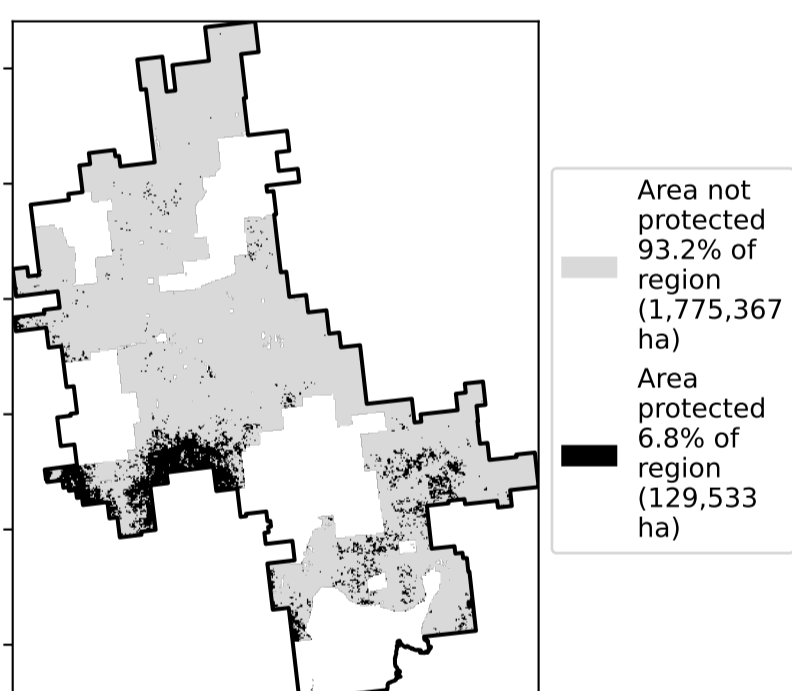 Area not
protected
93.2% of
region
(1,775,367
ha)
Area
protected
6.8% of
region
(129,533
ha)